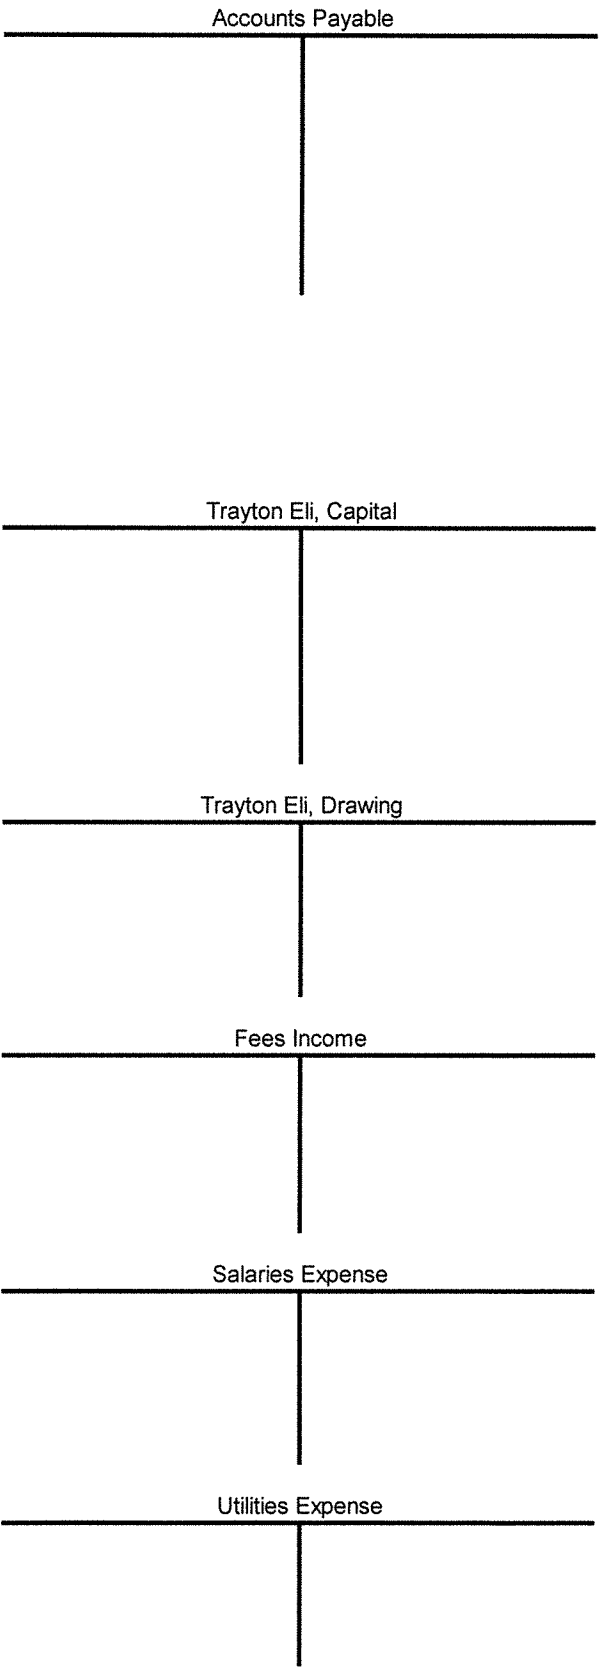 Accounts Payable
Trayton Eli, Capital
Trayton Eli, Drawing
Fees Income
Salaries Expense
Utilities Expense